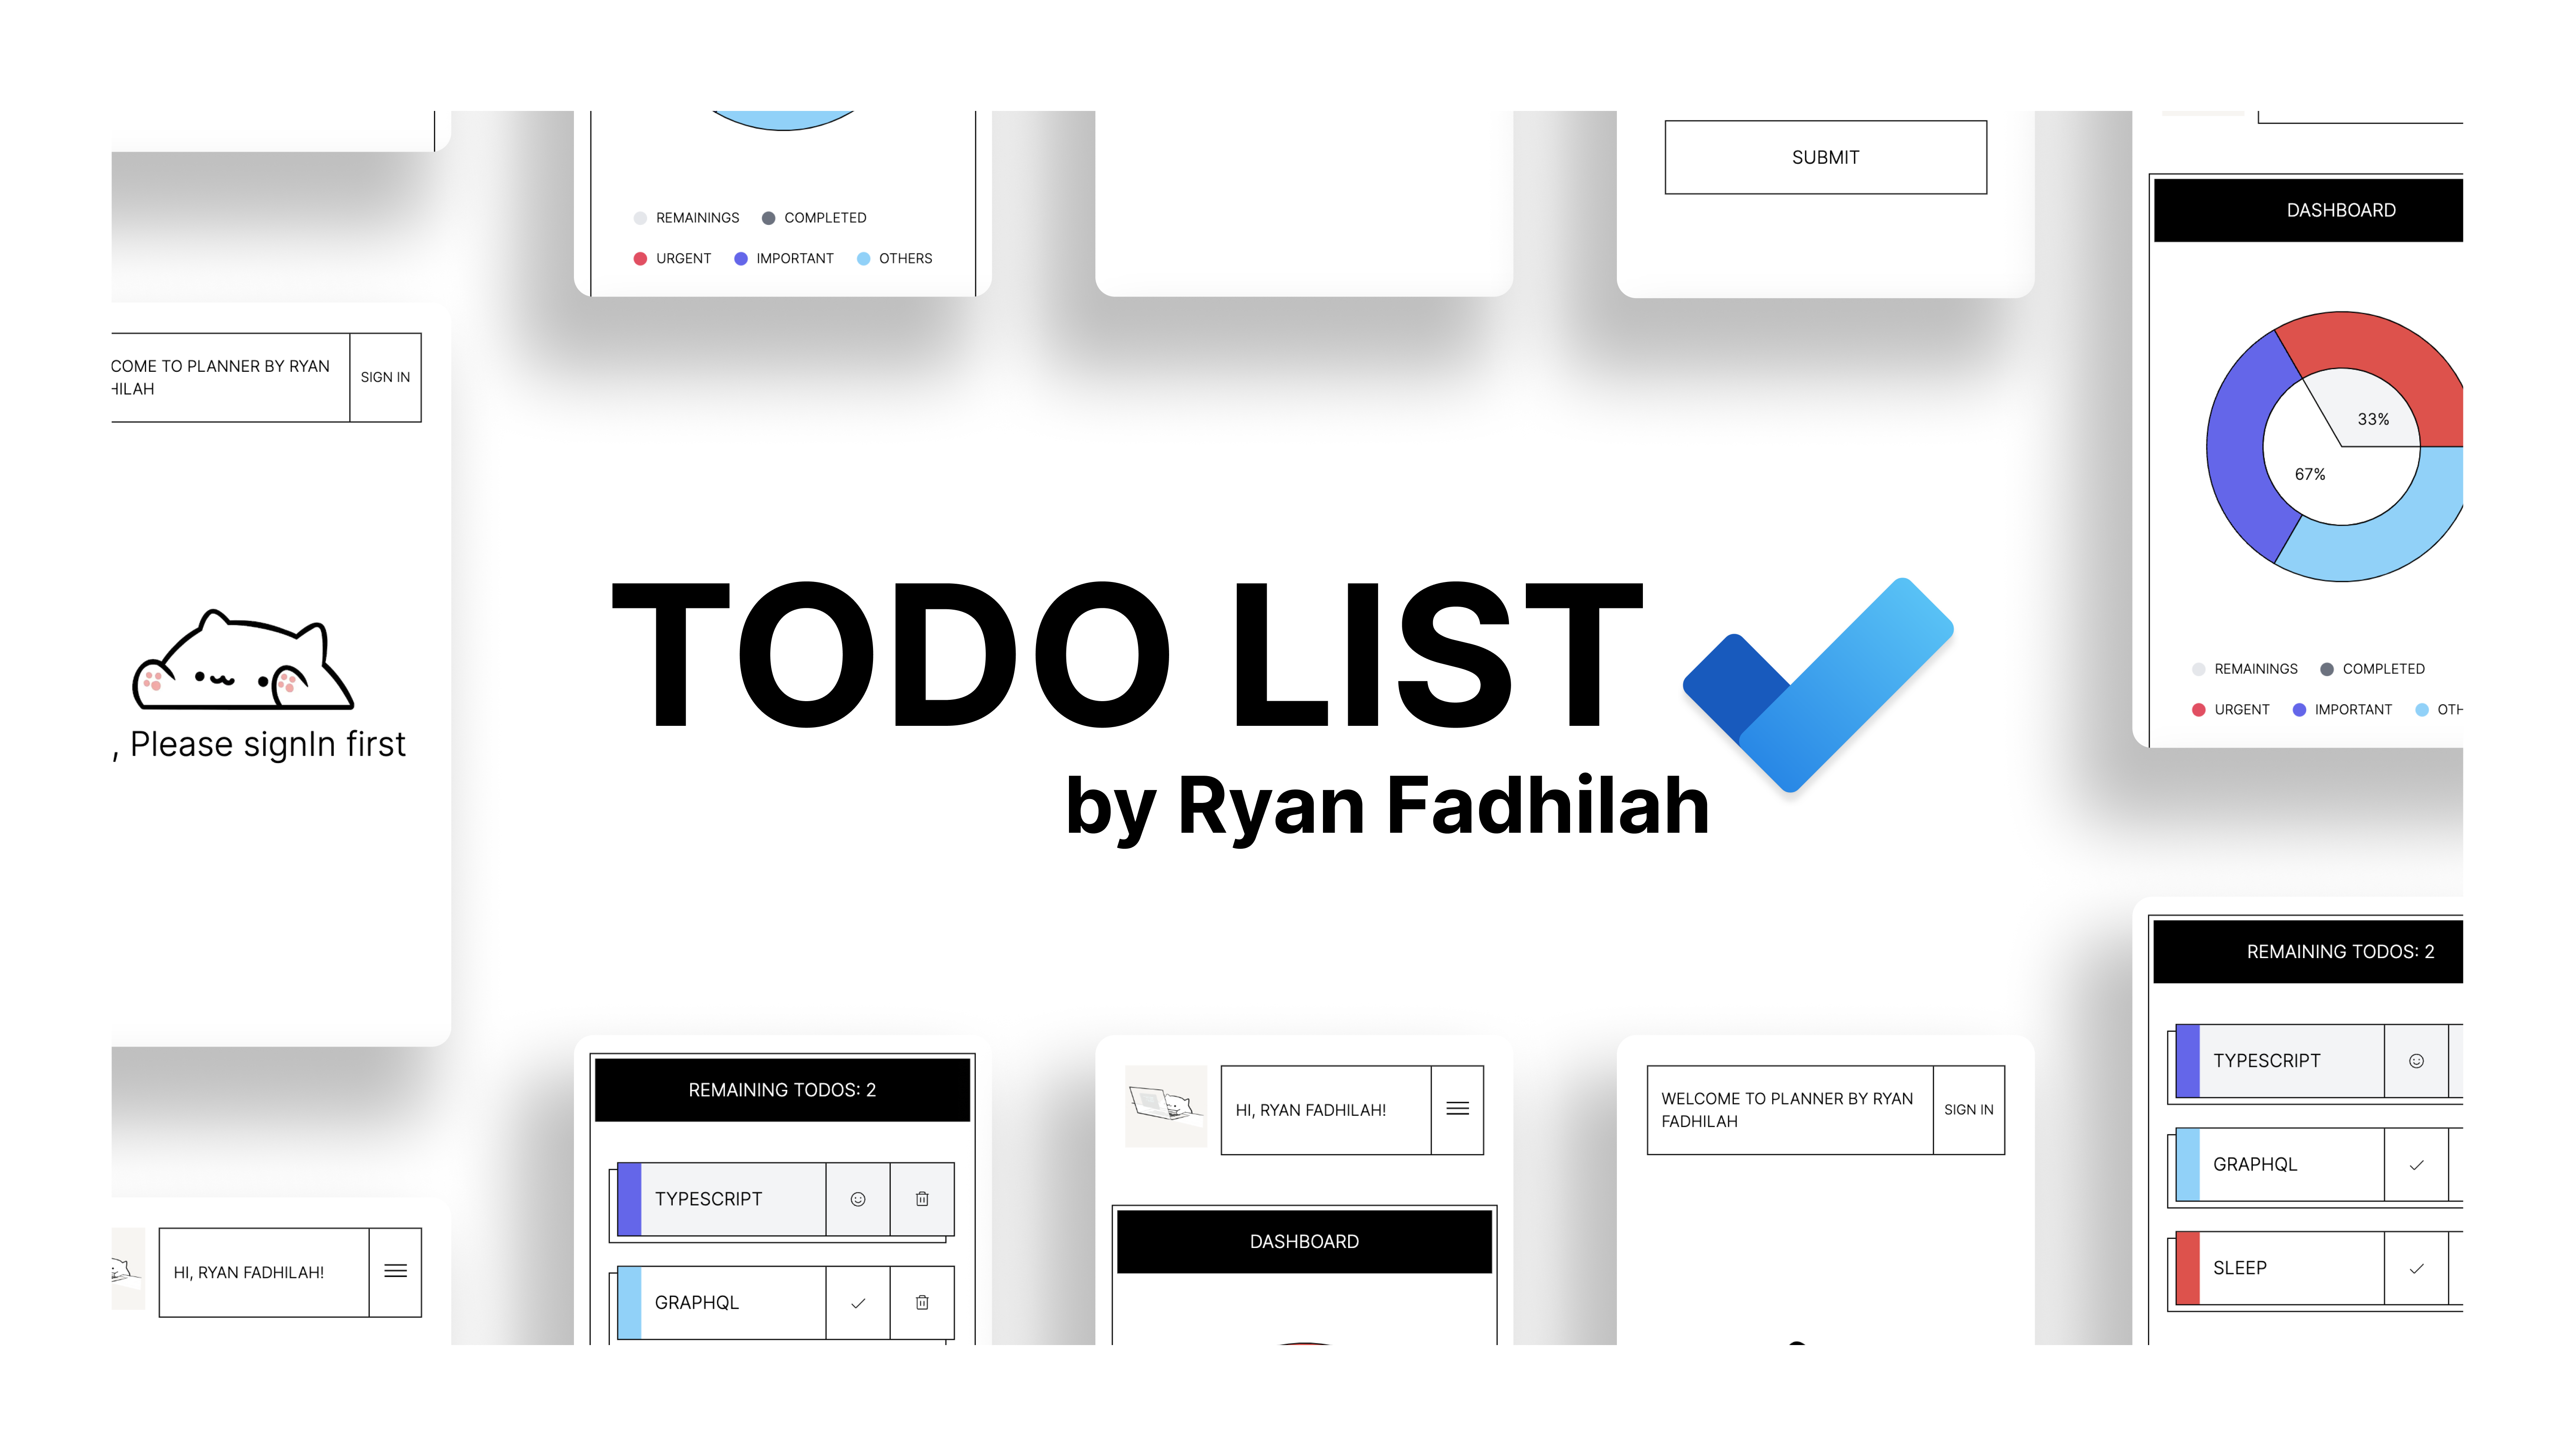 SUBMIT
REMAININGS COMPLETED
URGENT IMPORTANT OTHERS
COME TO PLANNER BY RYAN
HILAH
SIGN IN
, Please signIn first
HI, RYAN FADHILAH!
TODO LIST
by Ryan Fadhilah
REMAINING TODOS: 2
TYPESCRIPT
GRAPHQL
HI, RYAN FADHILAH!
DASHBOARD
WELCOME TO PLANNER BY RYAN
FADHILAH
SIGN IN
DASHBOARD
33%
67%
REMAININGS COMPLETED
URGENT IMPORTANT OTH
REMAINING TODOS: 2
TYPESCRIPT
GRAPHQL
SLEEP